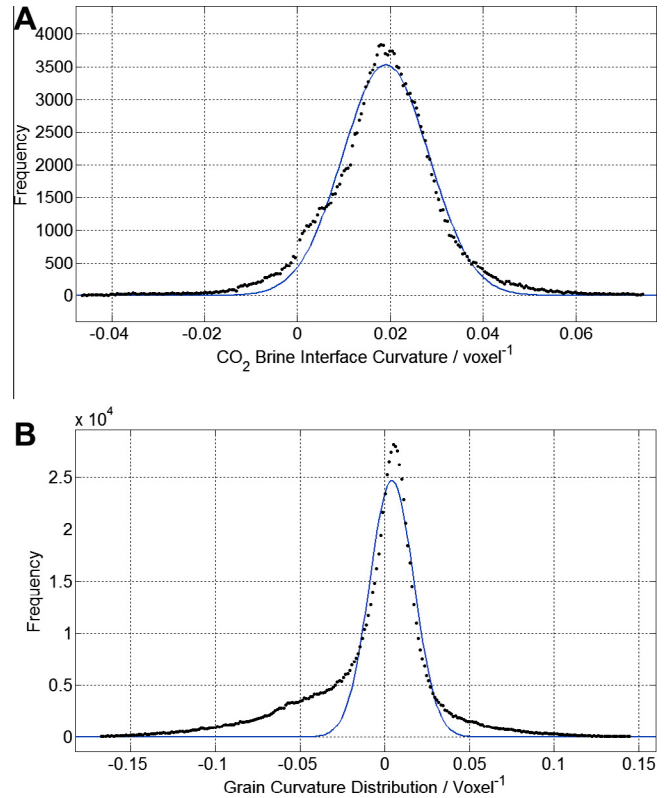 A
4000
3500
3000
2500
2000
1500
1000
500
0
Frequency
-0.04 -0.02 0 0.02 0.04 0.06
CO₂ Brine Interface Curvature / voxel⁻¹
B
x 10⁴
2.5
2
1.5
1
0.5
0
Frequency
-0.15 -0.1 -0.05 0 0.05 0.1 0.15
Grain Curvature Distribution / Voxel⁻¹